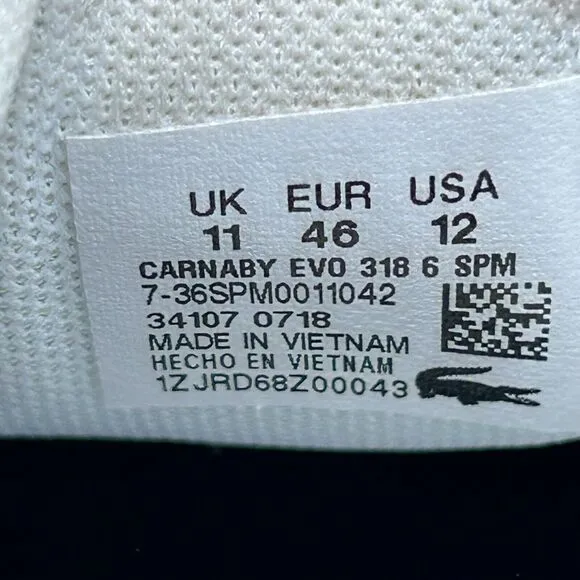 UK EUR USA
11 46 12
CARNABY EVO 318 6 SPM
7-36SPM0011042
34107 0718
MADE IN VIETNAM
HECHO EN VIETNAM
1ZJRD68Z00043